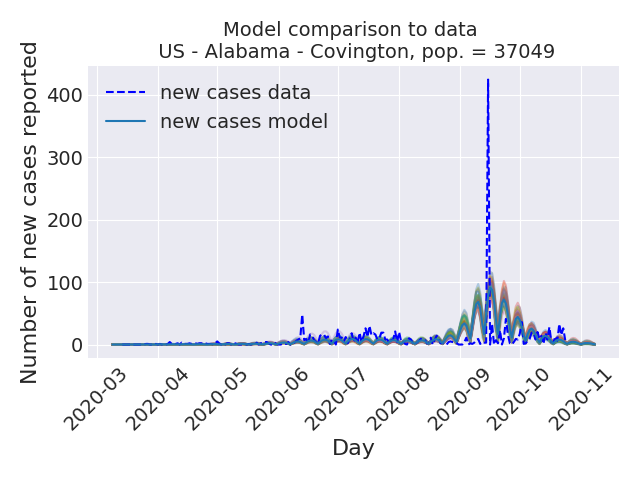 Model comparison to data
US - Alabama - Covington, pop. = 37049
Number of new cases reported
400
300
200
100
0
new cases data
new cases model
2020-03
2020-04
2020-05
2020-06
2020-07
2020-08
2020-09
2020-10
2020-11
Day